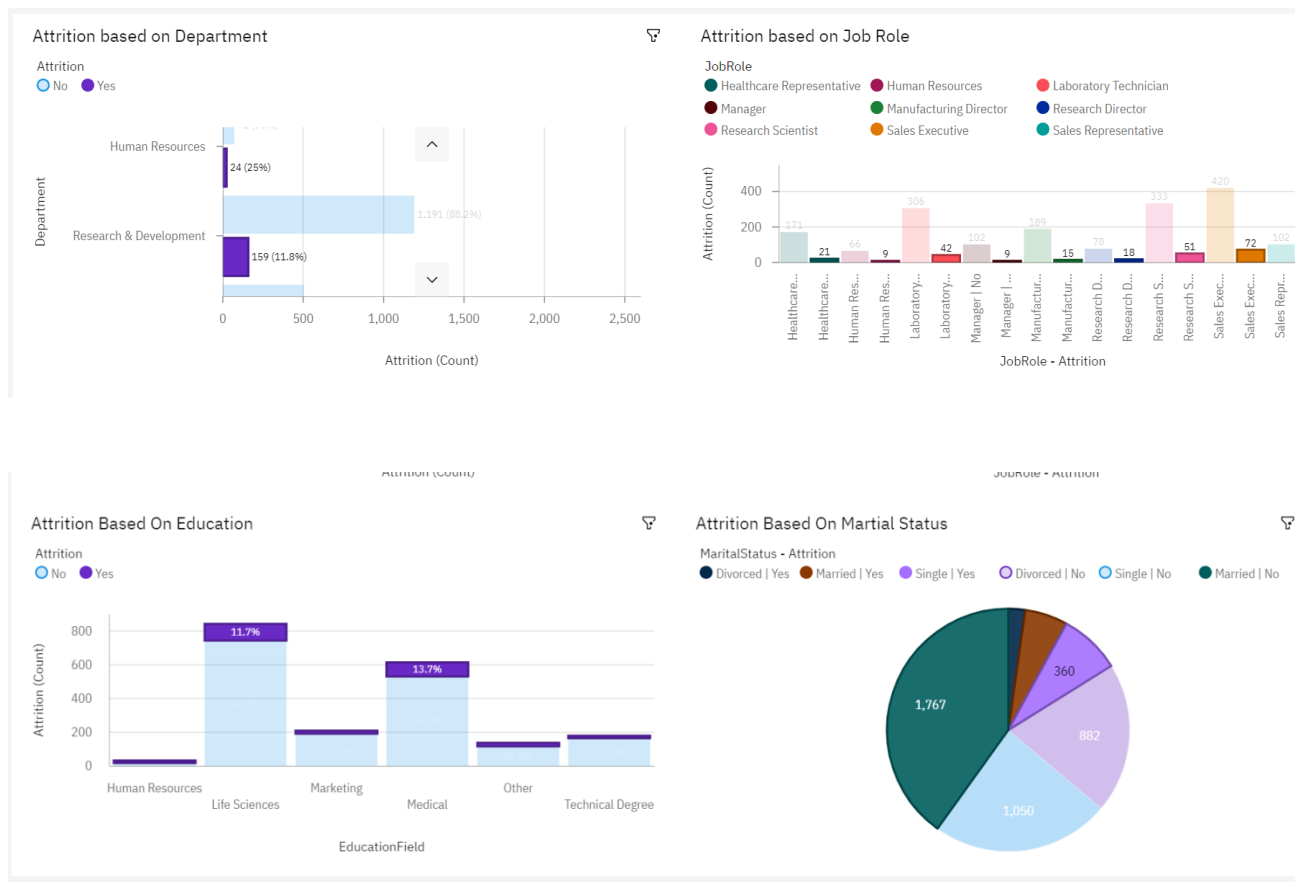 Attrition based on Department
Attrition
No Yes
Human Resources
24 (25%)
1,191 (88.2%)
Research & Development
159 (11.8%)
Department
0 500 1,000 1,500 2,000 2,500
Attrition (Count)
Attrition based on Job Role
JobRole
Healthcare Representative Human Resources Laboratory Technician
Manager Manufacturing Director Research Director
Research Scientist Sales Executive Sales Representative
Attrition (Count)
400
200
0
171 21 66 9 306 42 102 9 189 15 78 18 333 51 420 72 102
Healthcare...
Healthcare...
Human Res...
Human Res...
Laboratory...
Laboratory...
Manager | No
Manager | ...
Manufactur...
Manufactur...
Research D...
Research D...
Research S...
Research S...
Sales Exec...
Sales Exec...
Sales Repr...
JobRole - Attrition
Attrition (Count)
JobRole - Attrition
Attrition Based On Education
Attrition
No Yes
Attrition (Count)
800
600
400
200
0
11.7%
13.7%
Human Resources Marketing Other
Life Sciences Medical Technical Degree
EducationField
Attrition Based On Martial Status
MaritalStatus - Attrition
Divorced | Yes Married | Yes Single | Yes Divorced | No Single | No Married | No
360
1,767
882
1,050